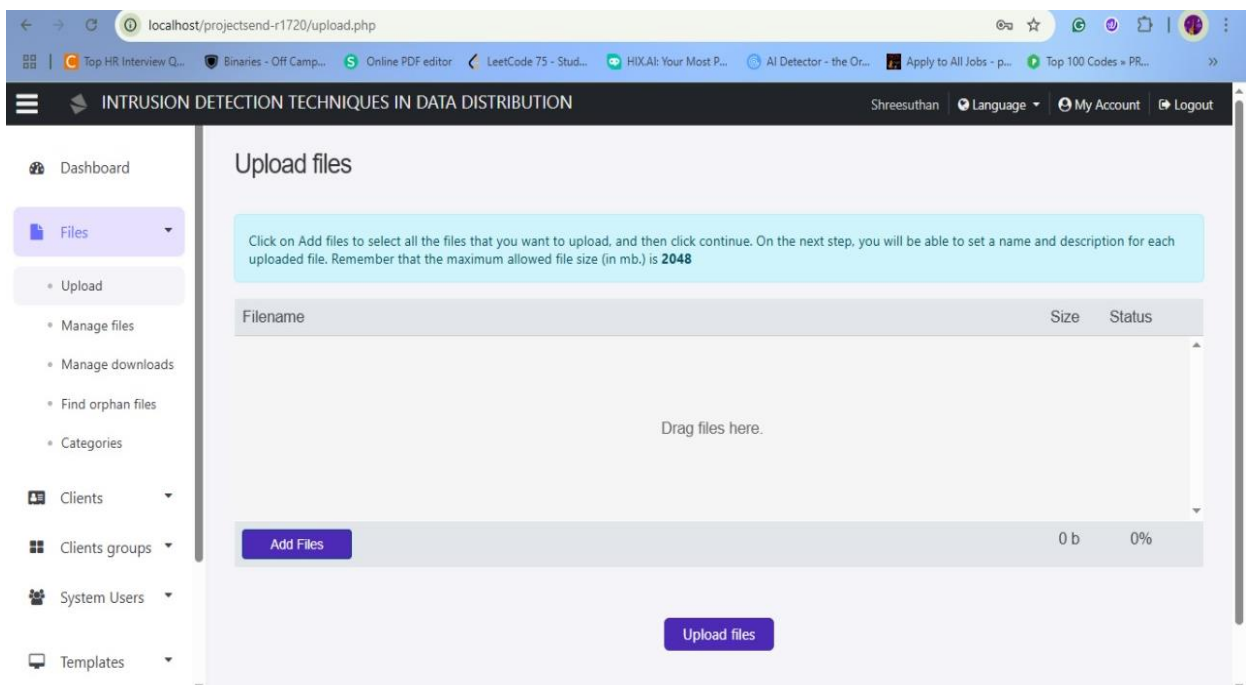 localhost/projectsend-r1720/upload.php
Top HR Interview Q... Binaries - Off Camp... Online PDF editor LeetCode 75 - Stud... HIX.AI: Your Most P... AI Detector - the Or... Apply to All Jobs - p... Top 100 Codes » PR... »
INTRUSION DETECTION TECHNIQUES IN DATA DISTRIBUTION Shreesuthan Language My Account Logout
Dashboard
Files
Upload
Manage files
Manage downloads
Find orphan files
Categories
Clients
Clients groups
System Users
Templates
Upload files
Click on Add files to select all the files that you want to upload, and then click continue. On the next step, you will be able to set a name and description for each
uploaded file. Remember that the maximum allowed file size (in mb.) is 2048
Filename Size Status
Drag files here.
Add Files 0 b 0%
Upload files